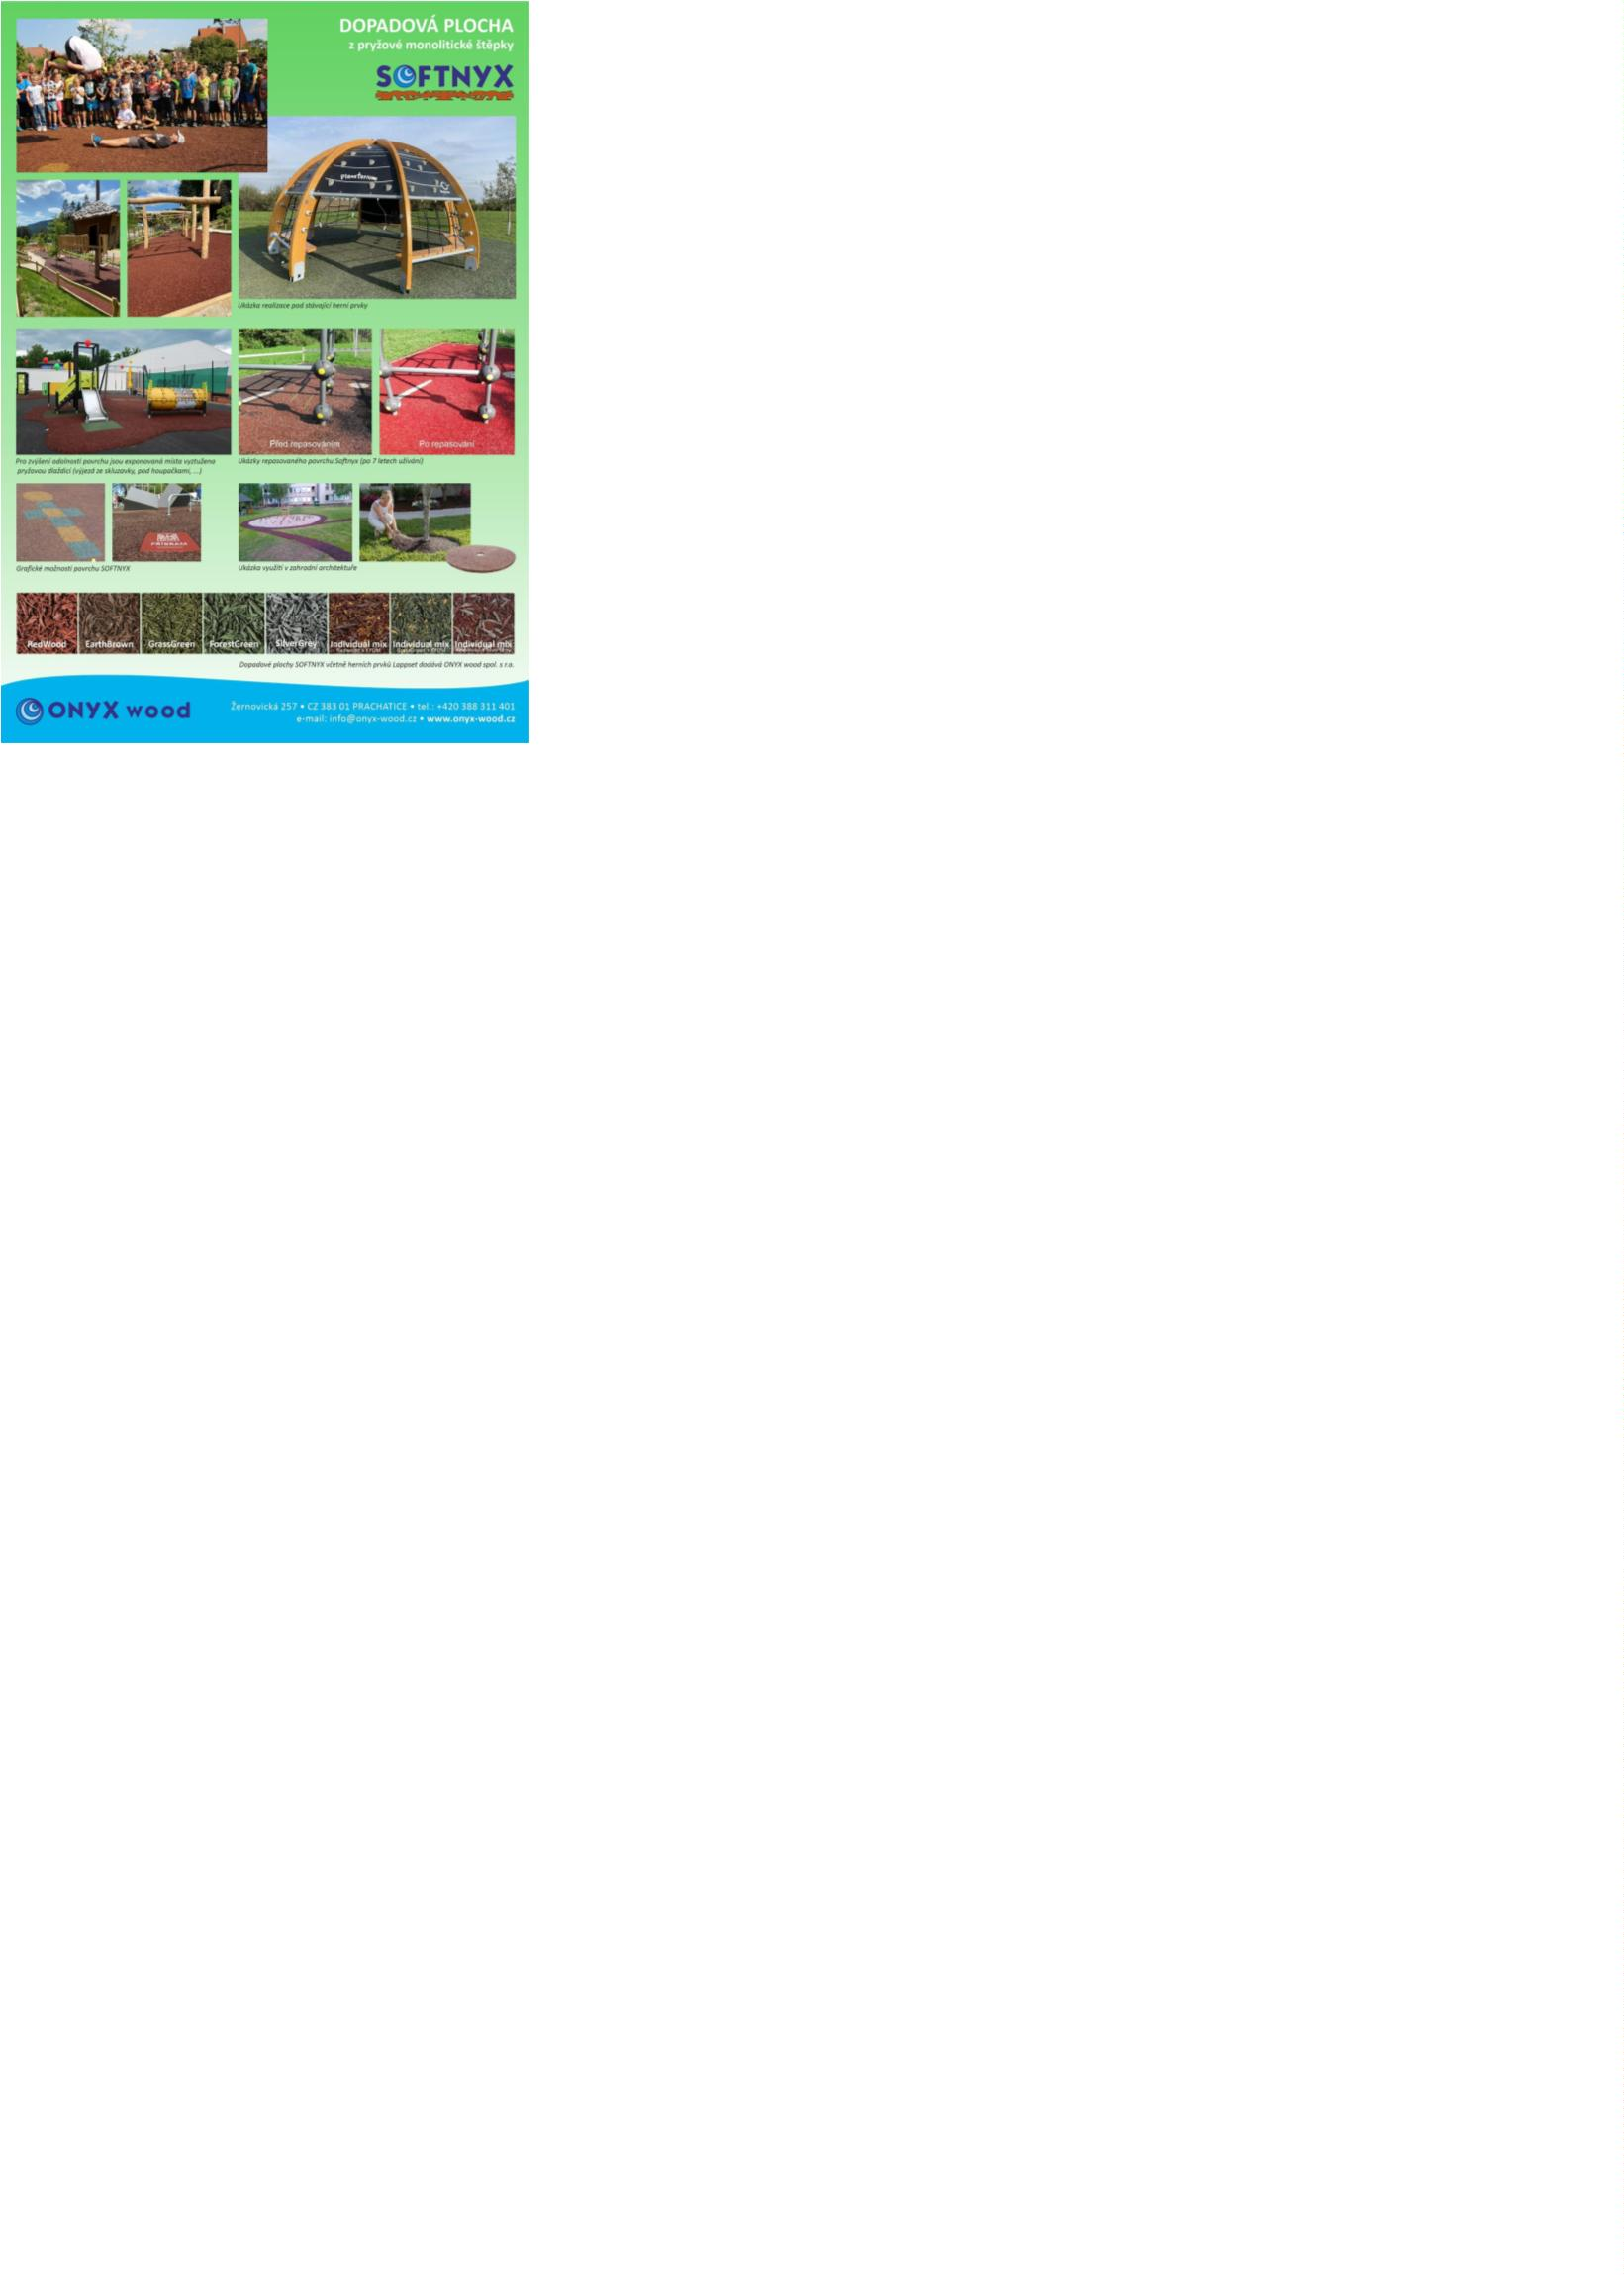 DOPADOVÁ PLOCHA
z pryžové monolitické štěpky
SOFTNYX
planetarium
Ukázka realizace pod stávající herní prvky
Před repasováním
Po repasování
Pro zvýšení odolnosti povrchu jsou exponovaná místa vyztužena
pryžovou dlaždicí (výjezd ze skluzavky, pod houpačkami, ...)
Ukázky repasovaného povrchu Softnyx (po 7 letech užívání)
PŘÍBRAM
Grafické možnosti povrchu SOFTNYX
Ukázka využití v zahradní architektuře
RedWood
EarthBrown
GrassGreen
ForestGreen
SilverGrey
Individual mix
Individual mix
Individual mix
Dopadové plochy SOFTNYX včetně herních prvků Lappset dodává ONYX wood spol. s r.o.
ONYX wood
Žernovická 257 • CZ 383 01 PRACHATICE • tel.: +420 388 311 401
e-mail: info@onyx-wood.cz • www.onyx-wood.cz